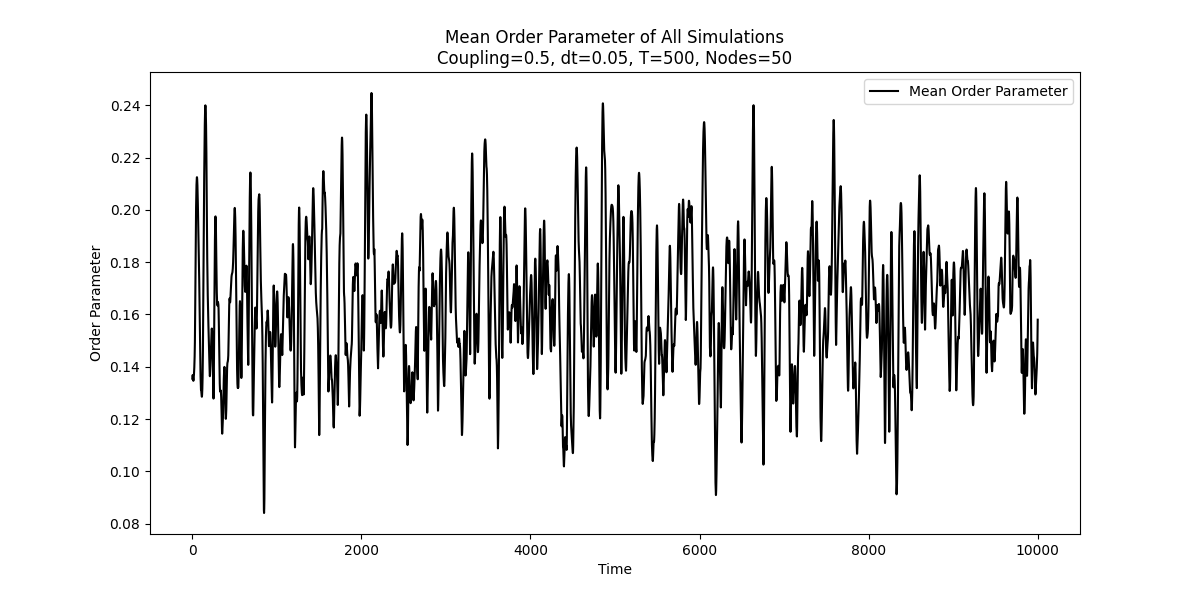 Mean Order Parameter of All Simulations
Coupling=0.5, dt=0.05, T=500, Nodes=50
Mean Order Parameter
0.24
0.22
0.20
0.18
0.16
0.14
0.12
0.10
0.08
Order Parameter
0 2000 4000 6000 8000 10000
Time